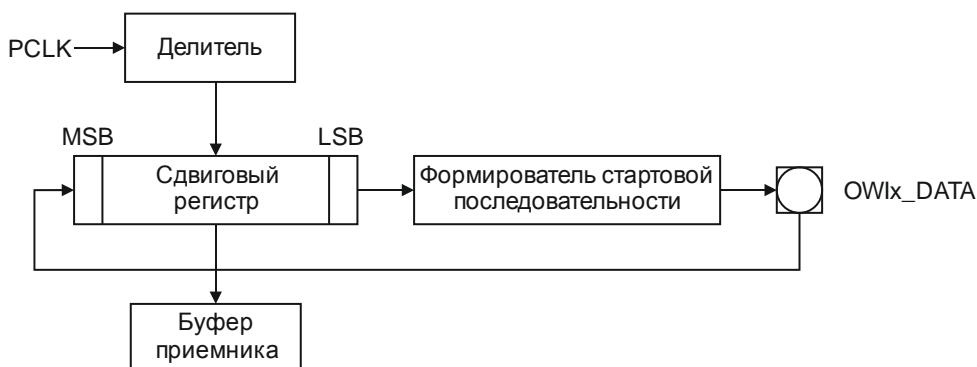 Делитель
PCLK
MSB
LSB
Сдвиговый
регистр
Формирователь стартовой
последовательности
OWIx_DATA
Буфер
приемника